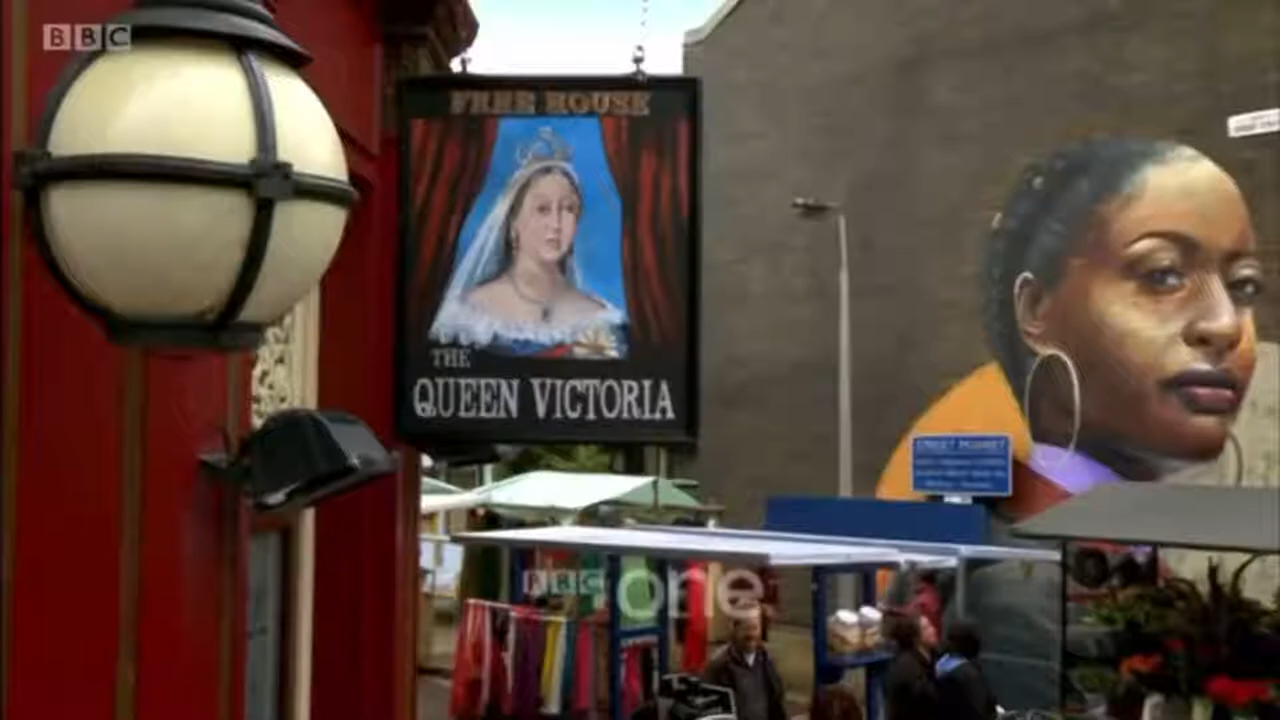 BBC
FREE HOUSE
THE
QUEEN VICTORIA
STREET MARKET
BBC one